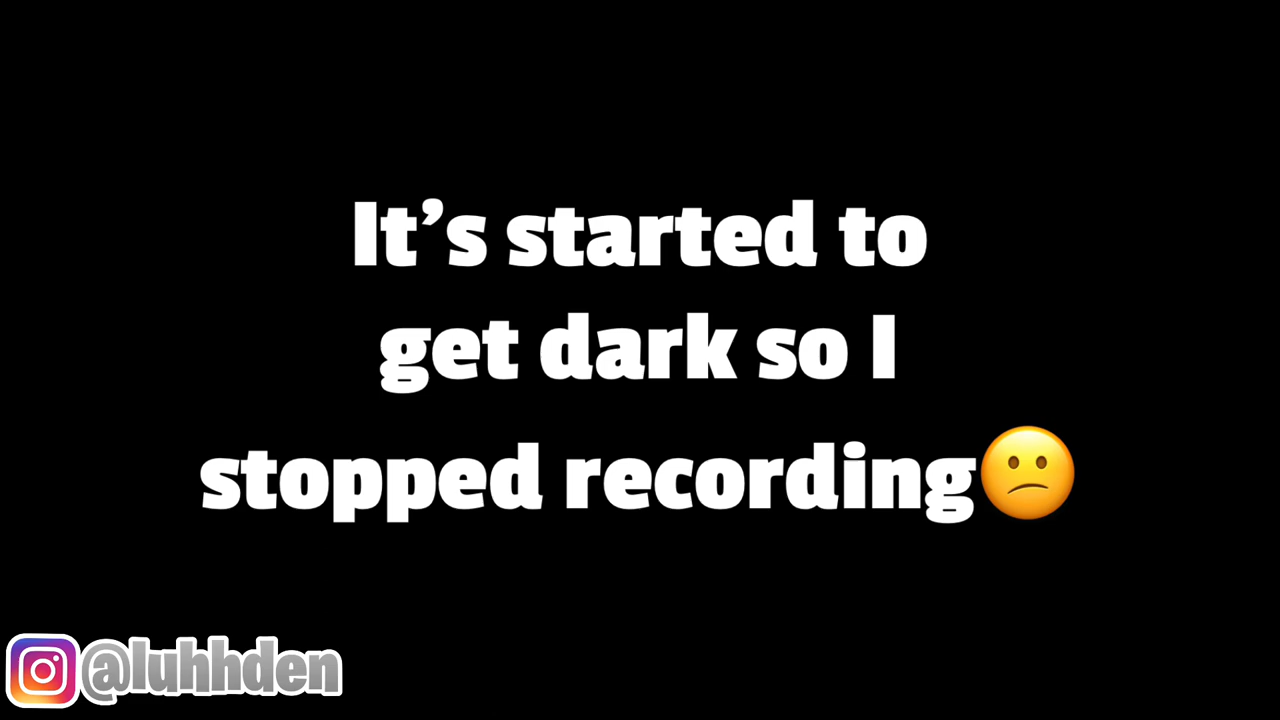 It’s started to
get dark so I
stopped recording😕
@luhhden